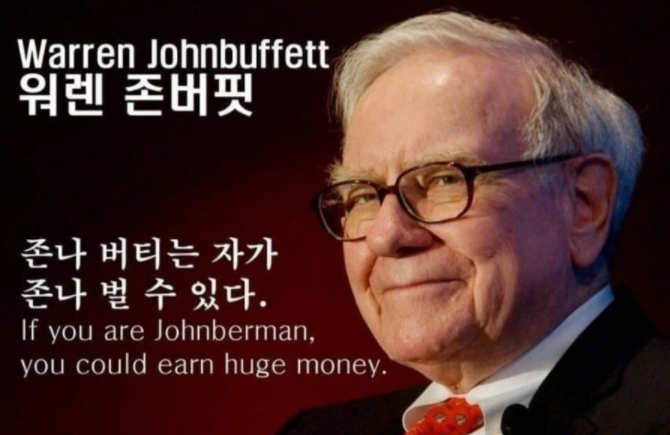 Warren Johnbuffett
워렌 존버핏
존나 버티는 자가
존나 벌 수 있다.
If you are Johnberman,
you could earn huge money.